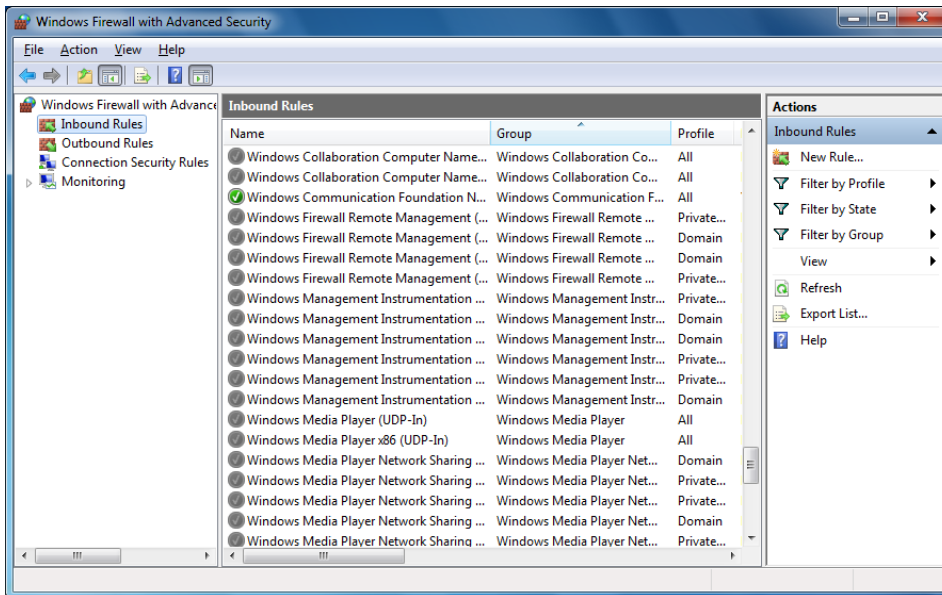 Windows Firewall with Advanced Security
File Action View Help
Windows Firewall with Advance
Inbound Rules
Outbound Rules
Connection Security Rules
Monitoring
Inbound Rules
Name Group Profile
Windows Collaboration Computer Name... Windows Collaboration Co... All
Windows Collaboration Computer Name... Windows Collaboration Co... All
Windows Communication Foundation N... Windows Communication F... All
Windows Firewall Remote Management (... Windows Firewall Remote ... Private...
Windows Firewall Remote Management (... Windows Firewall Remote ... Domain
Windows Firewall Remote Management (... Windows Firewall Remote ... Domain
Windows Firewall Remote Management (... Windows Firewall Remote ... Private...
Windows Management Instrumentation ... Windows Management Instr... Private...
Windows Management Instrumentation ... Windows Management Instr... Domain
Windows Management Instrumentation ... Windows Management Instr... Domain
Windows Management Instrumentation ... Windows Management Instr... Private...
Windows Management Instrumentation ... Windows Management Instr... Private...
Windows Management Instrumentation ... Windows Management Instr... Domain
Windows Media Player (UDP-In) Windows Media Player All
Windows Media Player x86 (UDP-In) Windows Media Player All
Windows Media Player Network Sharing ... Windows Media Player Net... Domain
Windows Media Player Network Sharing ... Windows Media Player Net... Private...
Windows Media Player Network Sharing ... Windows Media Player Net... Private...
Windows Media Player Network Sharing ... Windows Media Player Net... Domain
Windows Media Player Network Sharing ... Windows Media Player Net... Private...
Actions
Inbound Rules
New Rule...
Filter by Profile
Filter by State
Filter by Group
View
Refresh
Export List...
Help